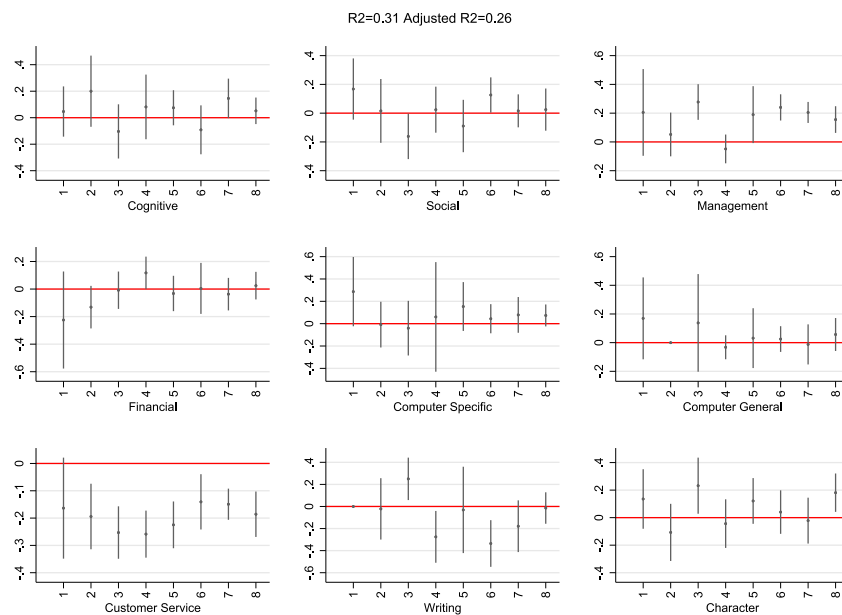 R2=0.31 Adjusted R2=0.26
.4
.2
0
-.2
-.4
1 2 3 4 5 6 7 8
Cognitive
.4
.2
0
-.2
-.4
1 2 3 4 5 6 7 8
Social
.6
.4
.2
0
-.2
1 2 3 4 5 6 7 8
Management
.2
0
-.2
-.4
-.6
1 2 3 4 5 6 7 8
Financial
.6
.4
.2
0
-.2
-.4
1 2 3 4 5 6 7 8
Computer Specific
.6
.4
.2
0
-.2
1 2 3 4 5 6 7 8
Computer General
0
-.1
-.2
-.3
-.4
1 2 3 4 5 6 7 8
Customer Service
.4
.2
0
-.2
-.4
-.6
1 2 3 4 5 6 7 8
Writing
.4
.2
0
-.2
-.4
1 2 3 4 5 6 7 8
Character